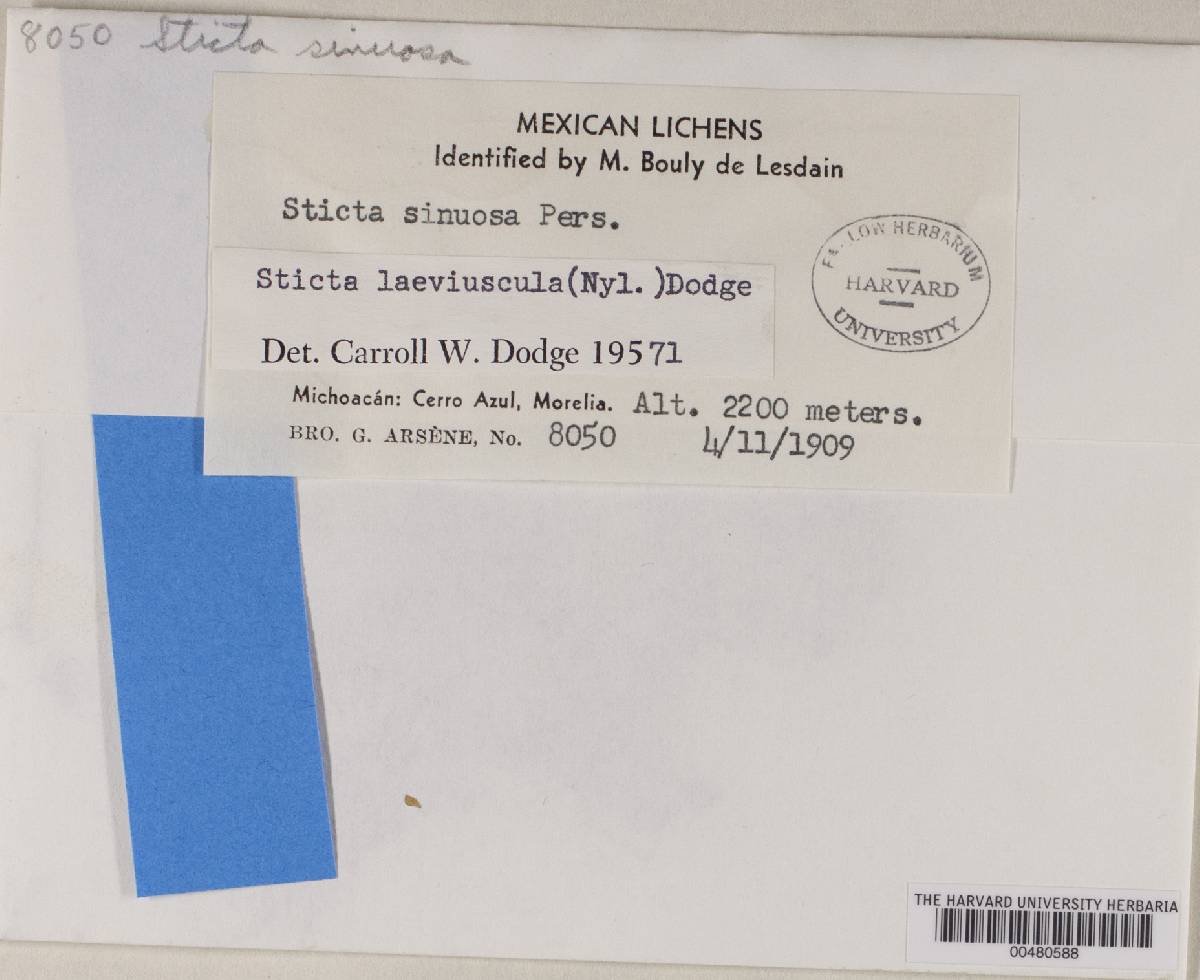 8050 Sticta sinuosa
MEXICAN LICHENS
Identified by M. Bouly de Lesdain
Sticta sinuosa Pers.
Sticta laeviuscula(Nyl.)Dodge
Det. Carroll W. Dodge 19571
Michoacán: Cerro Azul, Morelia. Alt. 2200 meters.
BRO. G. ARSÈNE, No. 8050 4/11/1909
LOW HERBARIUM
HARVARD
UNIVERSITY
THE HARVARD UNIVERSITY HERBARIA
00480588